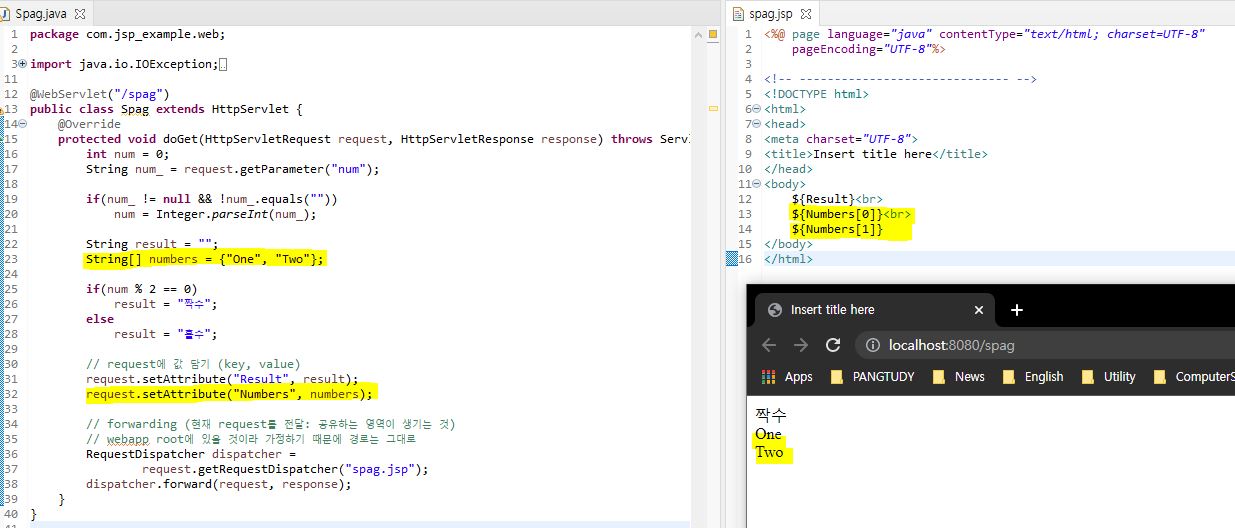 Spag.java
1 package com.jsp_example.web;
2
3 import java.io.IOException;
11
12 @WebServlet("/spag")
13 public class Spag extends HttpServlet {
14 @Override
15 protected void doGet(HttpServletRequest request, HttpServletResponse response) throws Serv
16 int num = 0;
17 String num_ = request.getParameter("num");
18
19 if(num_ != null && !num_.equals(""))
20 num = Integer.parseInt(num_);
21
22 String result = "";
23 String[] numbers = {"One", "Two"};
24
25 if(num % 2 == 0)
26 result = "짝수";
27 else
28 result = "홀수";
29
30 // request에 값 담기 (key, value)
31 request.setAttribute("Result", result);
32 request.setAttribute("Numbers", numbers);
33
34 // forwarding (현재 request를 전달: 공유하는 영역이 생기는 것)
35 // webapp root에 있을 것이라 가정하기 때문에 경로는 그대로
36 RequestDispatcher dispatcher =
37 request.getRequestDispatcher("spag.jsp");
38 dispatcher.forward(request, response);
39 }
40 }
41
spag.jsp
1 <%@ page language="java" contentType="text/html; charset=UTF-8"
2 pageEncoding="UTF-8"%>
3
4 <!-- ------------------------------ -->
5 <!DOCTYPE html>
6 <html>
7 <head>
8 <meta charset="UTF-8">
9 <title>Insert title here</title>
10 </head>
11 <body>
12 ${Result}<br>
13 ${Numbers[0]}<br>
14 ${Numbers[1]}
15 </body>
16 </html>
Insert title here
localhost:8080/spag
Apps PANGTUDY News English Utility ComputerS
짝수
One
Two